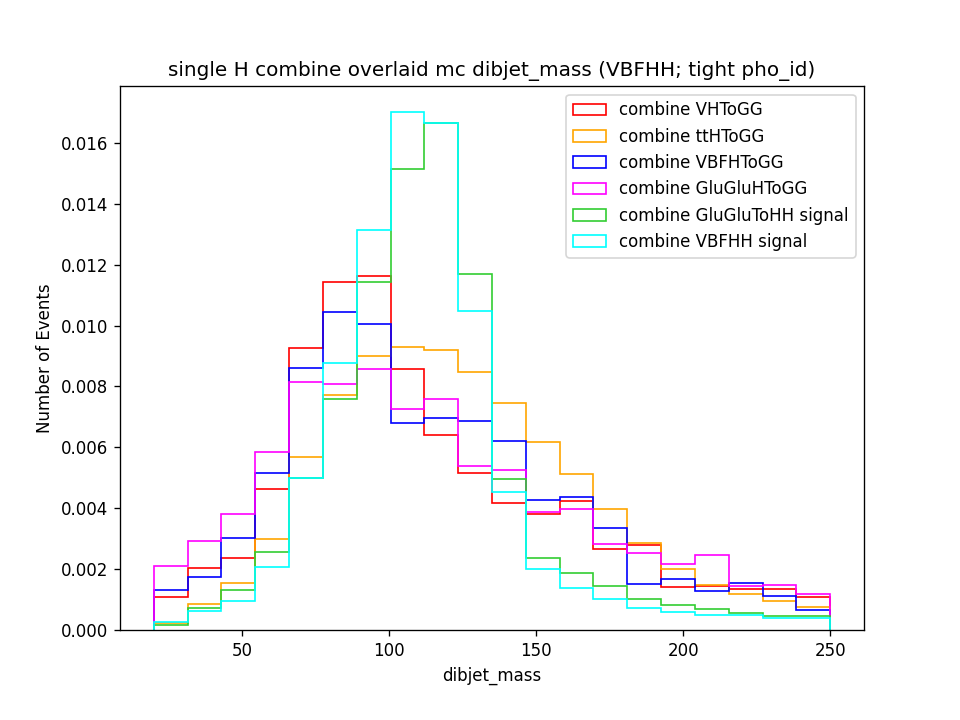 single H combine overlaid mc dibjet_mass (VBFHH; tight pho_id)
combine VHToGG
combine ttHToGG
combine VBFHToGG
combine GluGluHToGG
combine GluGluToHH signal
combine VBFHH signal
0.016
0.014
0.012
0.010
0.008
0.006
0.004
0.002
0.000
Number of Events
50
100
150
200
250
dibjet_mass